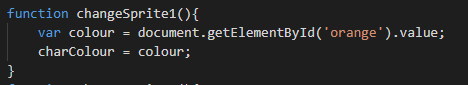 function changeSprite1(){
    var colour = document.getElementById('orange').value;
    charColour = colour;
}